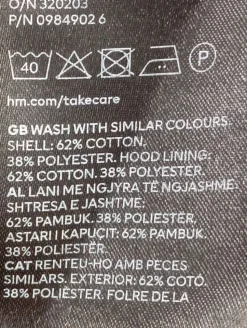 O/N 320203
P/N 0984902 6
40 P
hm.com/takecare
GB WASH WITH SIMILAR COLOURS.
SHELL: 62% COTTON,
38% POLYESTER. HOOD LINING:
62% COTTON. 38% POLYESTER.
AL LANI ME NGJYRA TË NGJASHME.
SHTRESA E JASHTME:
62% PAMBUK. 38% POLIESTËR,
ASTARI I KAPUÇIT: 62% PAMBUK.
38% POLIESTËR.
CAT RENTEU-HO AMB PECES
SIMILARS. EXTERIOR: 62% COTÓ.
38% POLIÈSTER. FOLRE DE LA